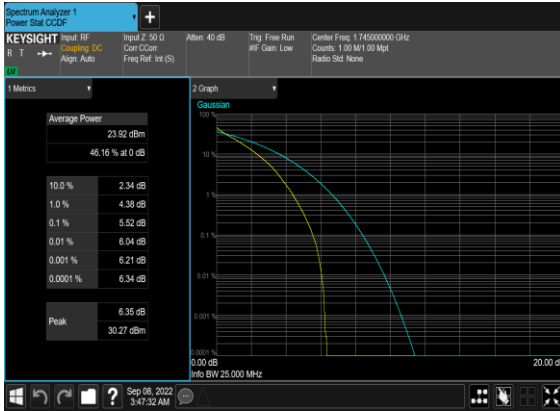 Spectrum Analyzer 1
Power Stat CCDF
+
KEYSIGHT
R T
Input: RF
Coupling: DC
Align: Auto
Input Z: 50 Ω
Corr CCorr
Freq Ref: Int (S)
Atten: 40 dB
Trig: Free Run
#IF Gain: Low
Center Freq: 1.745000000 GHz
Counts: 1.00 M/1.00 Mpt
Radio Std: None
1 Metrics
Average Power
23.92 dBm
46.16 % at 0 dB
10.0 % 2.34 dB
1.0 % 4.38 dB
0.1 % 5.52 dB
0.01 % 6.04 dB
0.001 % 6.21 dB
0.0001 % 6.34 dB
Peak
6.35 dB
30.27 dBm
2 Graph
Gaussian
100 %
10 %
1 %
0.1 %
0.01 %
0.001 %
0.0001 %
0.00 dB
20.00 d
Info BW 25.000 MHz
?
Sep 08, 2022
3:47:32 AM